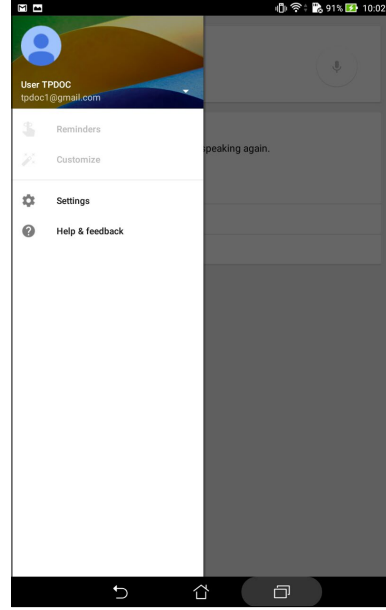 91% 10:02
User TPDOC
tpdoc1@gmail.com
Reminders
speaking again.
Customize
Settings
Help & feedback